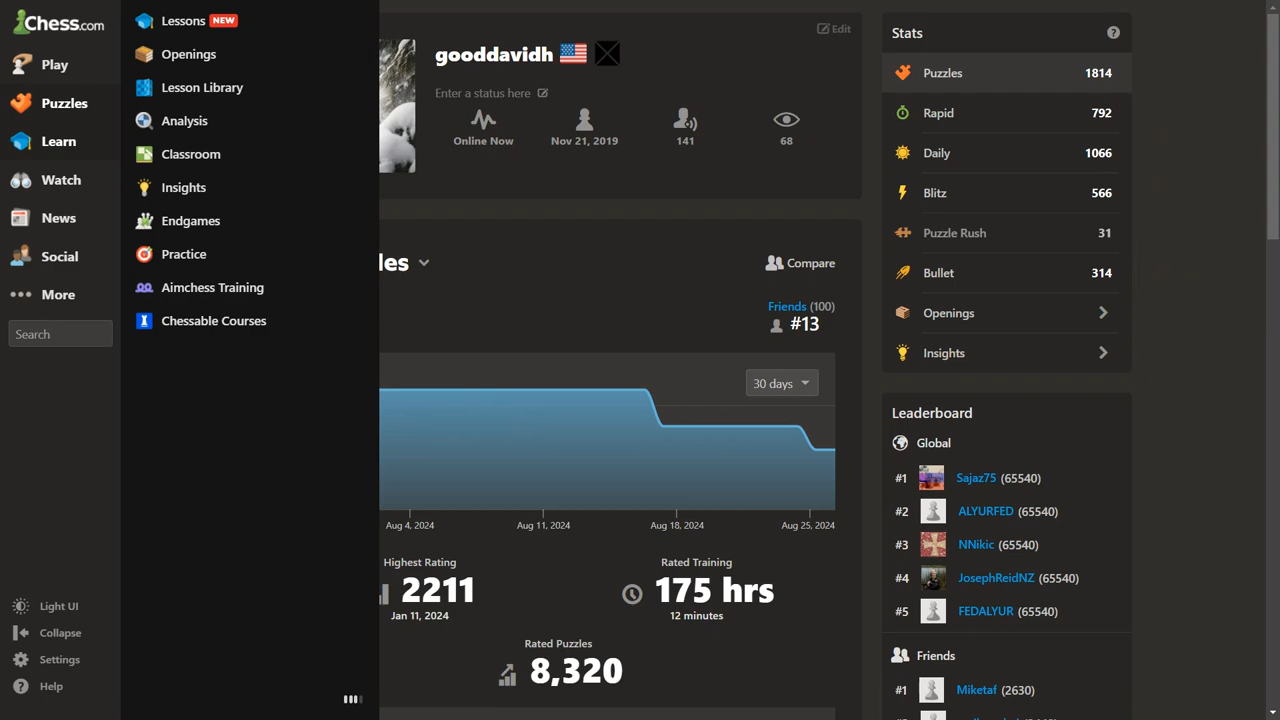 Chess.com
Play
Puzzles
Learn
Watch
News
Social
More
Search
Light UI
Collapse
Settings
Help
Lessons NEW
Openings
Lesson Library
Analysis
Classroom
Insights
Endgames
Practice
Aimchess Training
Chessable Courses
Edit
gooddavidh
Enter a status here
Online Now
Nov 21, 2019
141
68
les
Compare
Friends (100)
#13
30 days
Aug 4, 2024
Aug 11, 2024
Aug 18, 2024
Aug 25, 2024
Highest Rating
2211
Jan 11, 2024
Rated Training
175 hrs
12 minutes
Rated Puzzles
8,320
Stats
Puzzles 1814
Rapid 792
Daily 1066
Blitz 566
Puzzle Rush 31
Bullet 314
Openings
Insights
Leaderboard
Global
#1 Sajaz75 (65540)
#2 ALYURFED (65540)
#3 NNikic (65540)
#4 JosephReidNZ (65540)
#5 FEDALYUR (65540)
Friends
#1 Miketaf (2630)